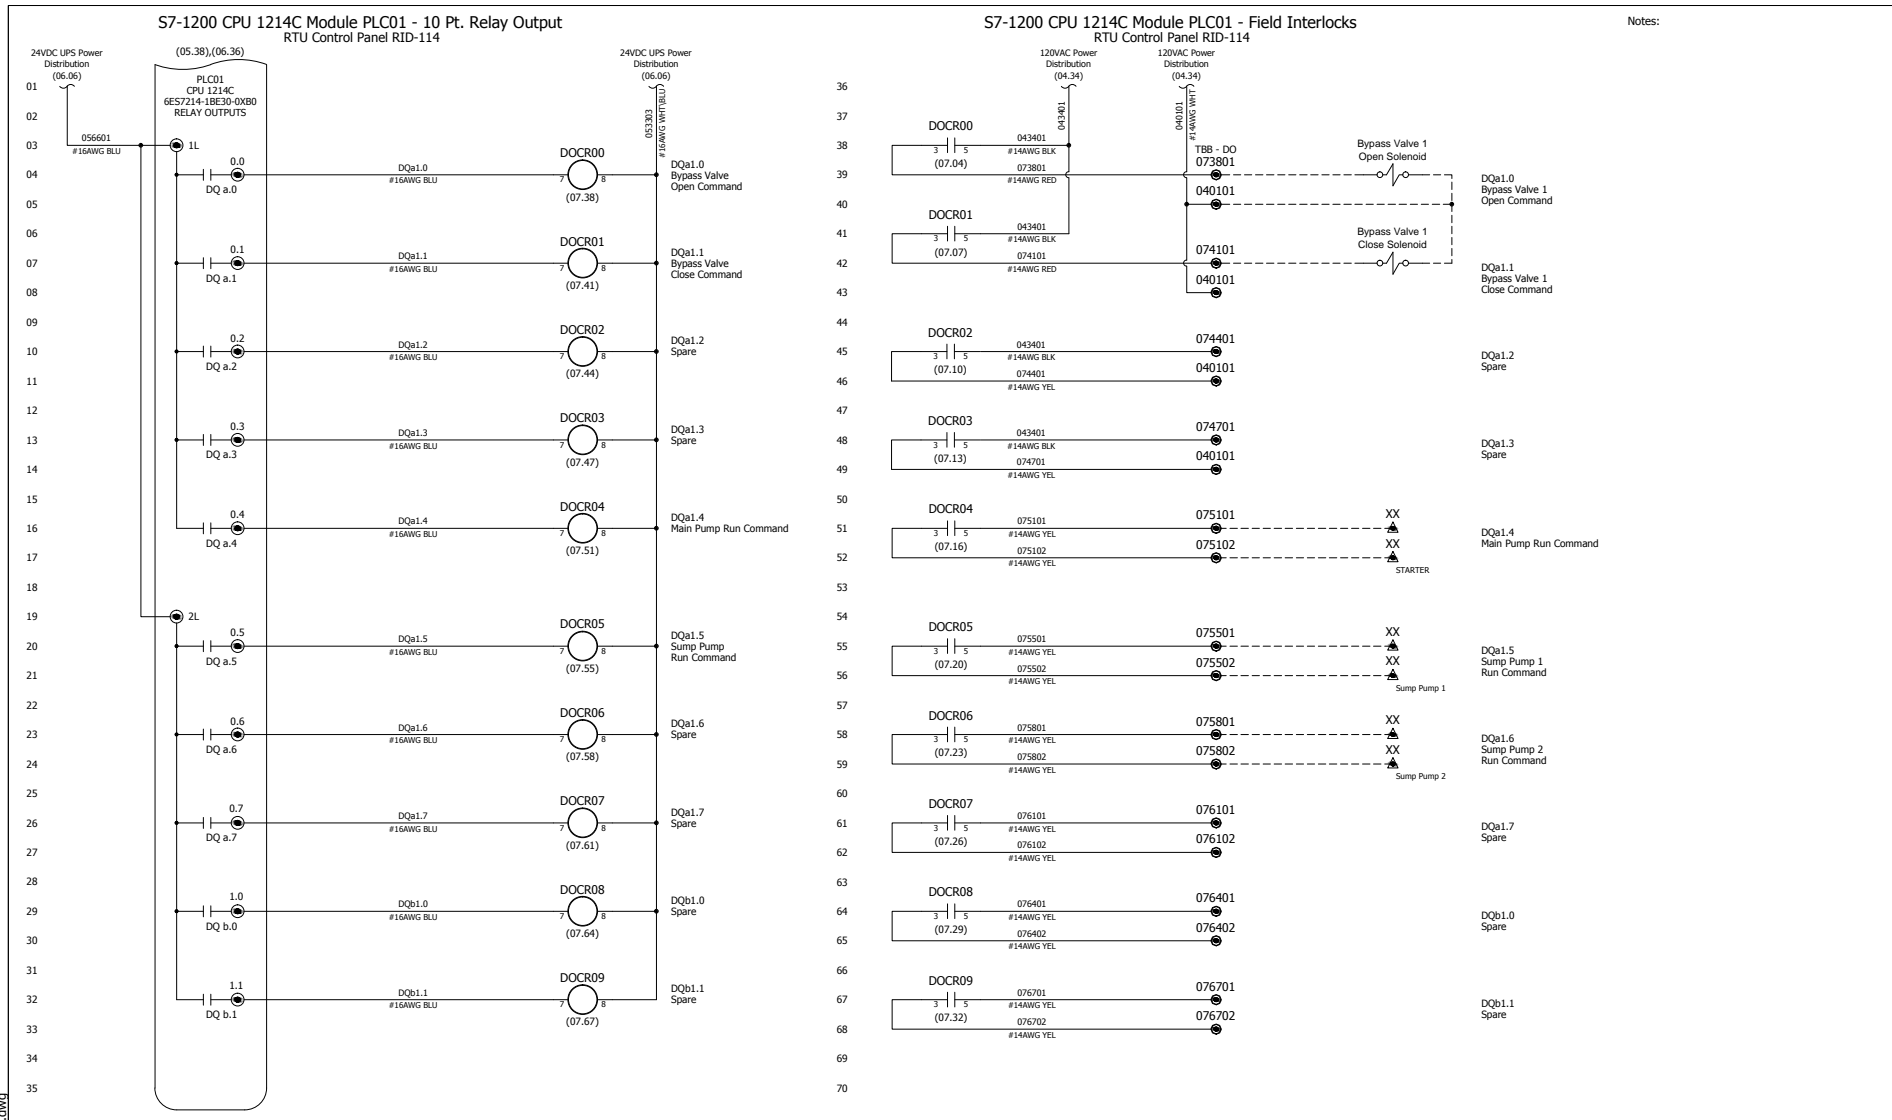 S7-1200 CPU 1214C Module PLC01 - 10 Pt. Relay Output
RTU Control Panel RID-114
24VDC UPS Power
Distribution
(06.06)
(05.38),(06.36)
24VDC UPS Power
Distribution
(06.06)
PLC01
CPU 1214C
6ES7214-1BE30-0XB0
RELAY OUTPUTS
053303
#16AWG WHT\BLU
01
02
03
056601
#16AWG BLU
1L
04
0.0
DQ a.0
DQa1.0
#16AWG BLU
DOCR00
7
8
(07.38)
DQa1.0
Bypass Valve
Open Command
05
06
07
0.1
DQ a.1
DQa1.1
#16AWG BLU
DOCR01
7
8
(07.41)
DQa1.1
Bypass Valve
Close Command
08
09
10
0.2
DQ a.2
DQa1.2
#16AWG BLU
DOCR02
7
8
(07.44)
DQa1.2
Spare
11
12
13
0.3
DQ a.3
DQa1.3
#16AWG BLU
DOCR03
7
8
(07.47)
DQa1.3
Spare
14
15
16
0.4
DQ a.4
DQa1.4
#16AWG BLU
DOCR04
7
8
(07.51)
DQa1.4
Main Pump Run Command
17
18
19
2L
20
0.5
DQ a.5
DQa1.5
#16AWG BLU
DOCR05
7
8
(07.55)
DQa1.5
Sump Pump
Run Command
21
22
23
0.6
DQ a.6
DQa1.6
#16AWG BLU
DOCR06
7
8
(07.58)
DQa1.6
Spare
24
25
26
0.7
DQ a.7
DQa1.7
#16AWG BLU
DOCR07
7
8
(07.61)
DQa1.7
Spare
27
28
29
1.0
DQ b.0
DQb1.0
#16AWG BLU
DOCR08
7
8
(07.64)
DQb1.0
Spare
30
31
32
1.1
DQ b.1
DQb1.1
#16AWG BLU
DOCR09
7
8
(07.67)
DQb1.1
Spare
33
34
35
S7-1200 CPU 1214C Module PLC01 - Field Interlocks
RTU Control Panel RID-114
120VAC Power
Distribution
(04.34)
120VAC Power
Distribution
(04.34)
043401
040101
#14AWG WHT
36
37
38
DOCR00
3
5
(07.04)
043401
#14AWG BLK
TBB - DO
39
073801
#14AWG RED
073801
Bypass Valve 1
Open Solenoid
DQa1.0
Bypass Valve 1
Open Command
40
040101
41
DOCR01
3
5
(07.07)
043401
#14AWG BLK
42
074101
#14AWG RED
074101
Bypass Valve 1
Close Solenoid
DQa1.1
Bypass Valve 1
Close Command
43
040101
44
45
DOCR02
3
5
(07.10)
043401
#14AWG BLK
074401
DQa1.2
Spare
46
074401
#14AWG YEL
040101
47
48
DOCR03
3
5
(07.13)
043401
#14AWG BLK
074701
DQa1.3
Spare
49
074701
#14AWG YEL
040101
50
51
DOCR04
3
5
(07.16)
075101
#14AWG YEL
075101
XX
DQa1.4
Main Pump Run Command
52
075102
#14AWG YEL
075102
XX
STARTER
53
54
55
DOCR05
3
5
(07.20)
075501
#14AWG YEL
075501
XX
DQa1.5
Sump Pump 1
Run Command
56
075502
#14AWG YEL
075502
XX
Sump Pump 1
57
58
DOCR06
3
5
(07.23)
075801
#14AWG YEL
075801
XX
DQa1.6
Sump Pump 2
Run Command
59
075802
#14AWG YEL
075802
XX
Sump Pump 2
60
61
DOCR07
3
5
(07.26)
076101
#14AWG YEL
076101
DQa1.7
Spare
62
076102
#14AWG YEL
076102
63
64
DOCR08
3
5
(07.29)
076401
#14AWG YEL
076401
DQb1.0
Spare
65
076402
#14AWG YEL
076402
66
67
DOCR09
3
5
(07.32)
076701
#14AWG YEL
076701
DQb1.1
Spare
68
076702
#14AWG YEL
076702
69
70
Notes: